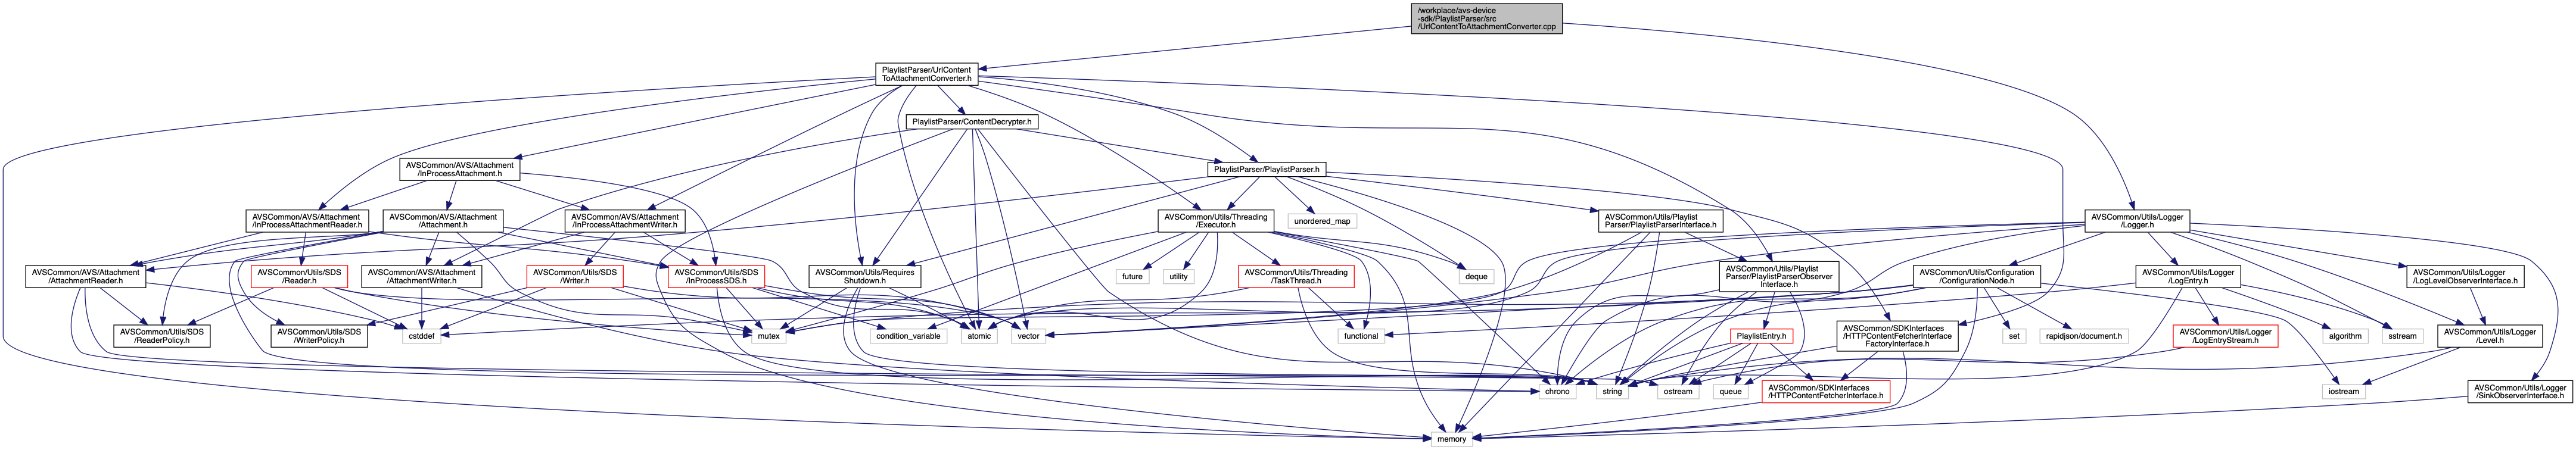 /workplace/avs-device
-sdk/PlaylistParser/src
/UrlContentToAttachmentConverter.cpp
PlaylistParser/UrlContent
ToAttachmentConverter.h
PlaylistParser/ContentDecrypter.h
AVSCommon/AVS/Attachment
/InProcessAttachment.h
PlaylistParser/PlaylistParser.h
AVSCommon/AVS/Attachment
/InProcessAttachmentReader.h
AVSCommon/AVS/Attachment
/Attachment.h
AVSCommon/AVS/Attachment
/InProcessAttachmentWriter.h
AVSCommon/Utils/Threading
/Executor.h
unordered_map
AVSCommon/Utils/Playlist
Parser/PlaylistParserInterface.h
AVSCommon/Utils/Logger
/Logger.h
AVSCommon/AVS/Attachment
/AttachmentReader.h
AVSCommon/Utils/SDS
/Reader.h
AVSCommon/AVS/Attachment
/AttachmentWriter.h
AVSCommon/Utils/SDS
/Writer.h
AVSCommon/Utils/SDS
/InProcessSDS.h
AVSCommon/Utils/Requires
Shutdown.h
future
utility
AVSCommon/Utils/Threading
/TaskThread.h
deque
AVSCommon/Utils/Playlist
Parser/PlaylistParserObserver
Interface.h
AVSCommon/Utils/Configuration
/ConfigurationNode.h
AVSCommon/Utils/Logger
/LogEntry.h
AVSCommon/Utils/Logger
/LogLevelObserverInterface.h
AVSCommon/Utils/SDS
/ReaderPolicy.h
AVSCommon/Utils/SDS
/WriterPolicy.h
cstddef
mutex
condition_variable
atomic
vector
functional
PlaylistEntry.h
AVSCommon/SDKInterfaces
/HTTPContentFetcherInterface
FactoryInterface.h
set
rapidjson/document.h
AVSCommon/Utils/Logger
/LogEntryStream.h
algorithm
sstream
AVSCommon/Utils/Logger
/Level.h
chrono
string
ostream
queue
AVSCommon/SDKInterfaces
/HTTPContentFetcherInterface.h
iostream
AVSCommon/Utils/Logger
/SinkObserverInterface.h
memory